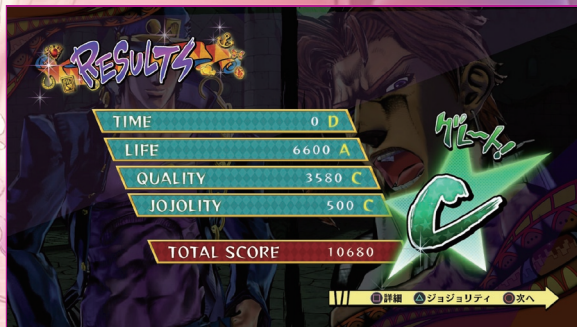 RESULTS
TIME 0 D
LIFE 6600 A
QUALITY 3580 C
JOJOLITY 500 C
グレート!
C
TOTAL SCORE 10680
詳細 ジョジョリティ 次へ